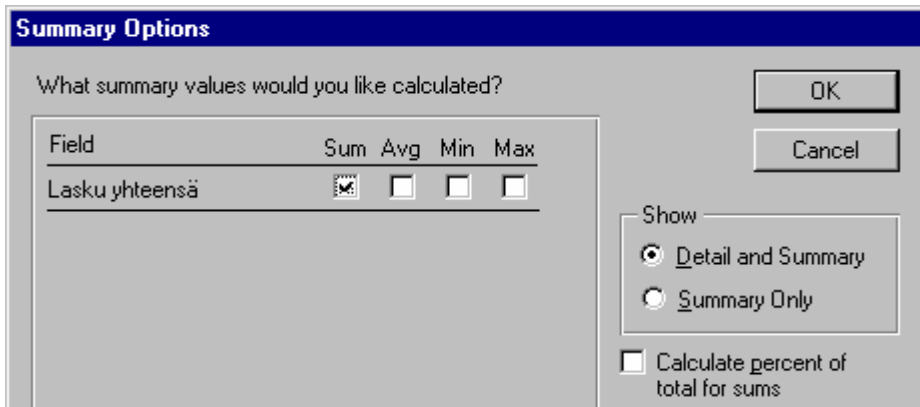 Summary Options
What summary values would you like calculated?
OK
Cancel
Field Sum Avg Min Max
Lasku yhteensä
Show
Detail and Summary
Summary Only
Calculate percent of
total for sums